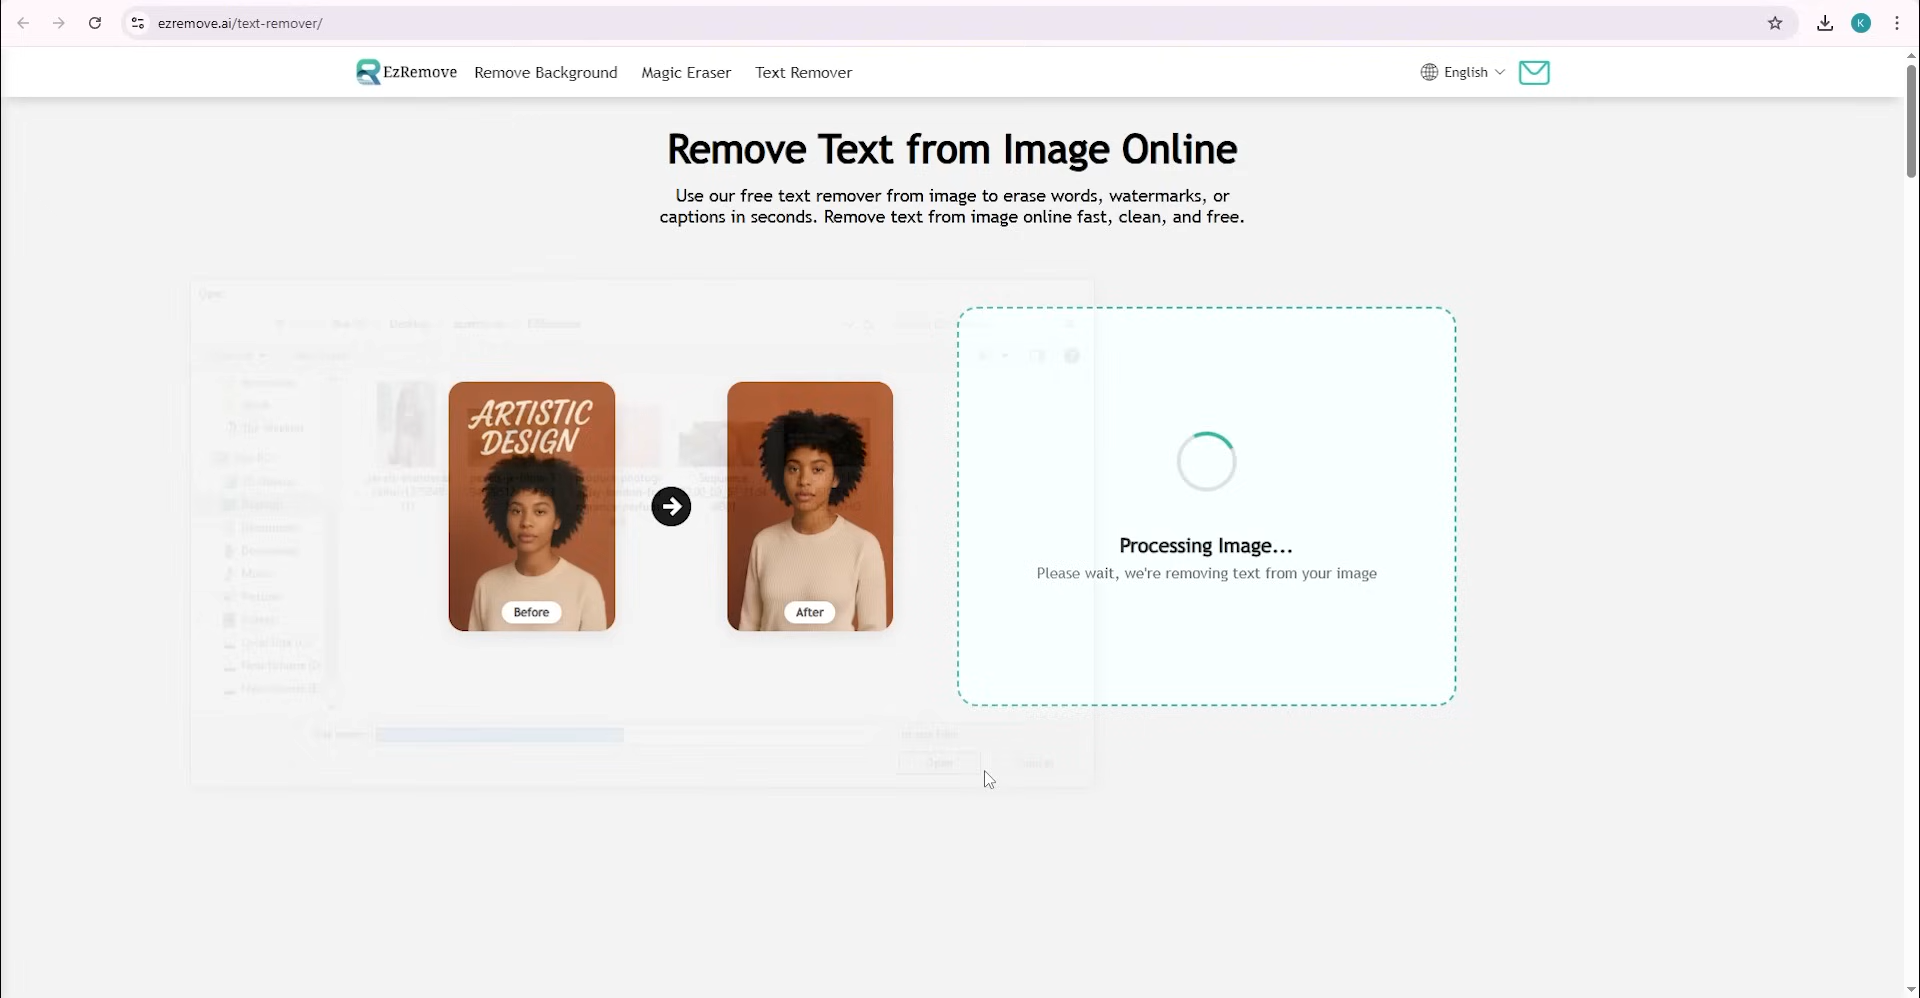 ezremove.ai/text-remover/
K
EzRemove
Remove Background
Magic Eraser
Text Remover
English
Remove Text from Image Online
Use our free text remover from image to erase words, watermarks, or
captions in seconds. Remove text from image online fast, clean, and free.
Open
ARTISTIC
DESIGN
Before
After
Processing Image...
Please wait, we're removing text from your image
Open